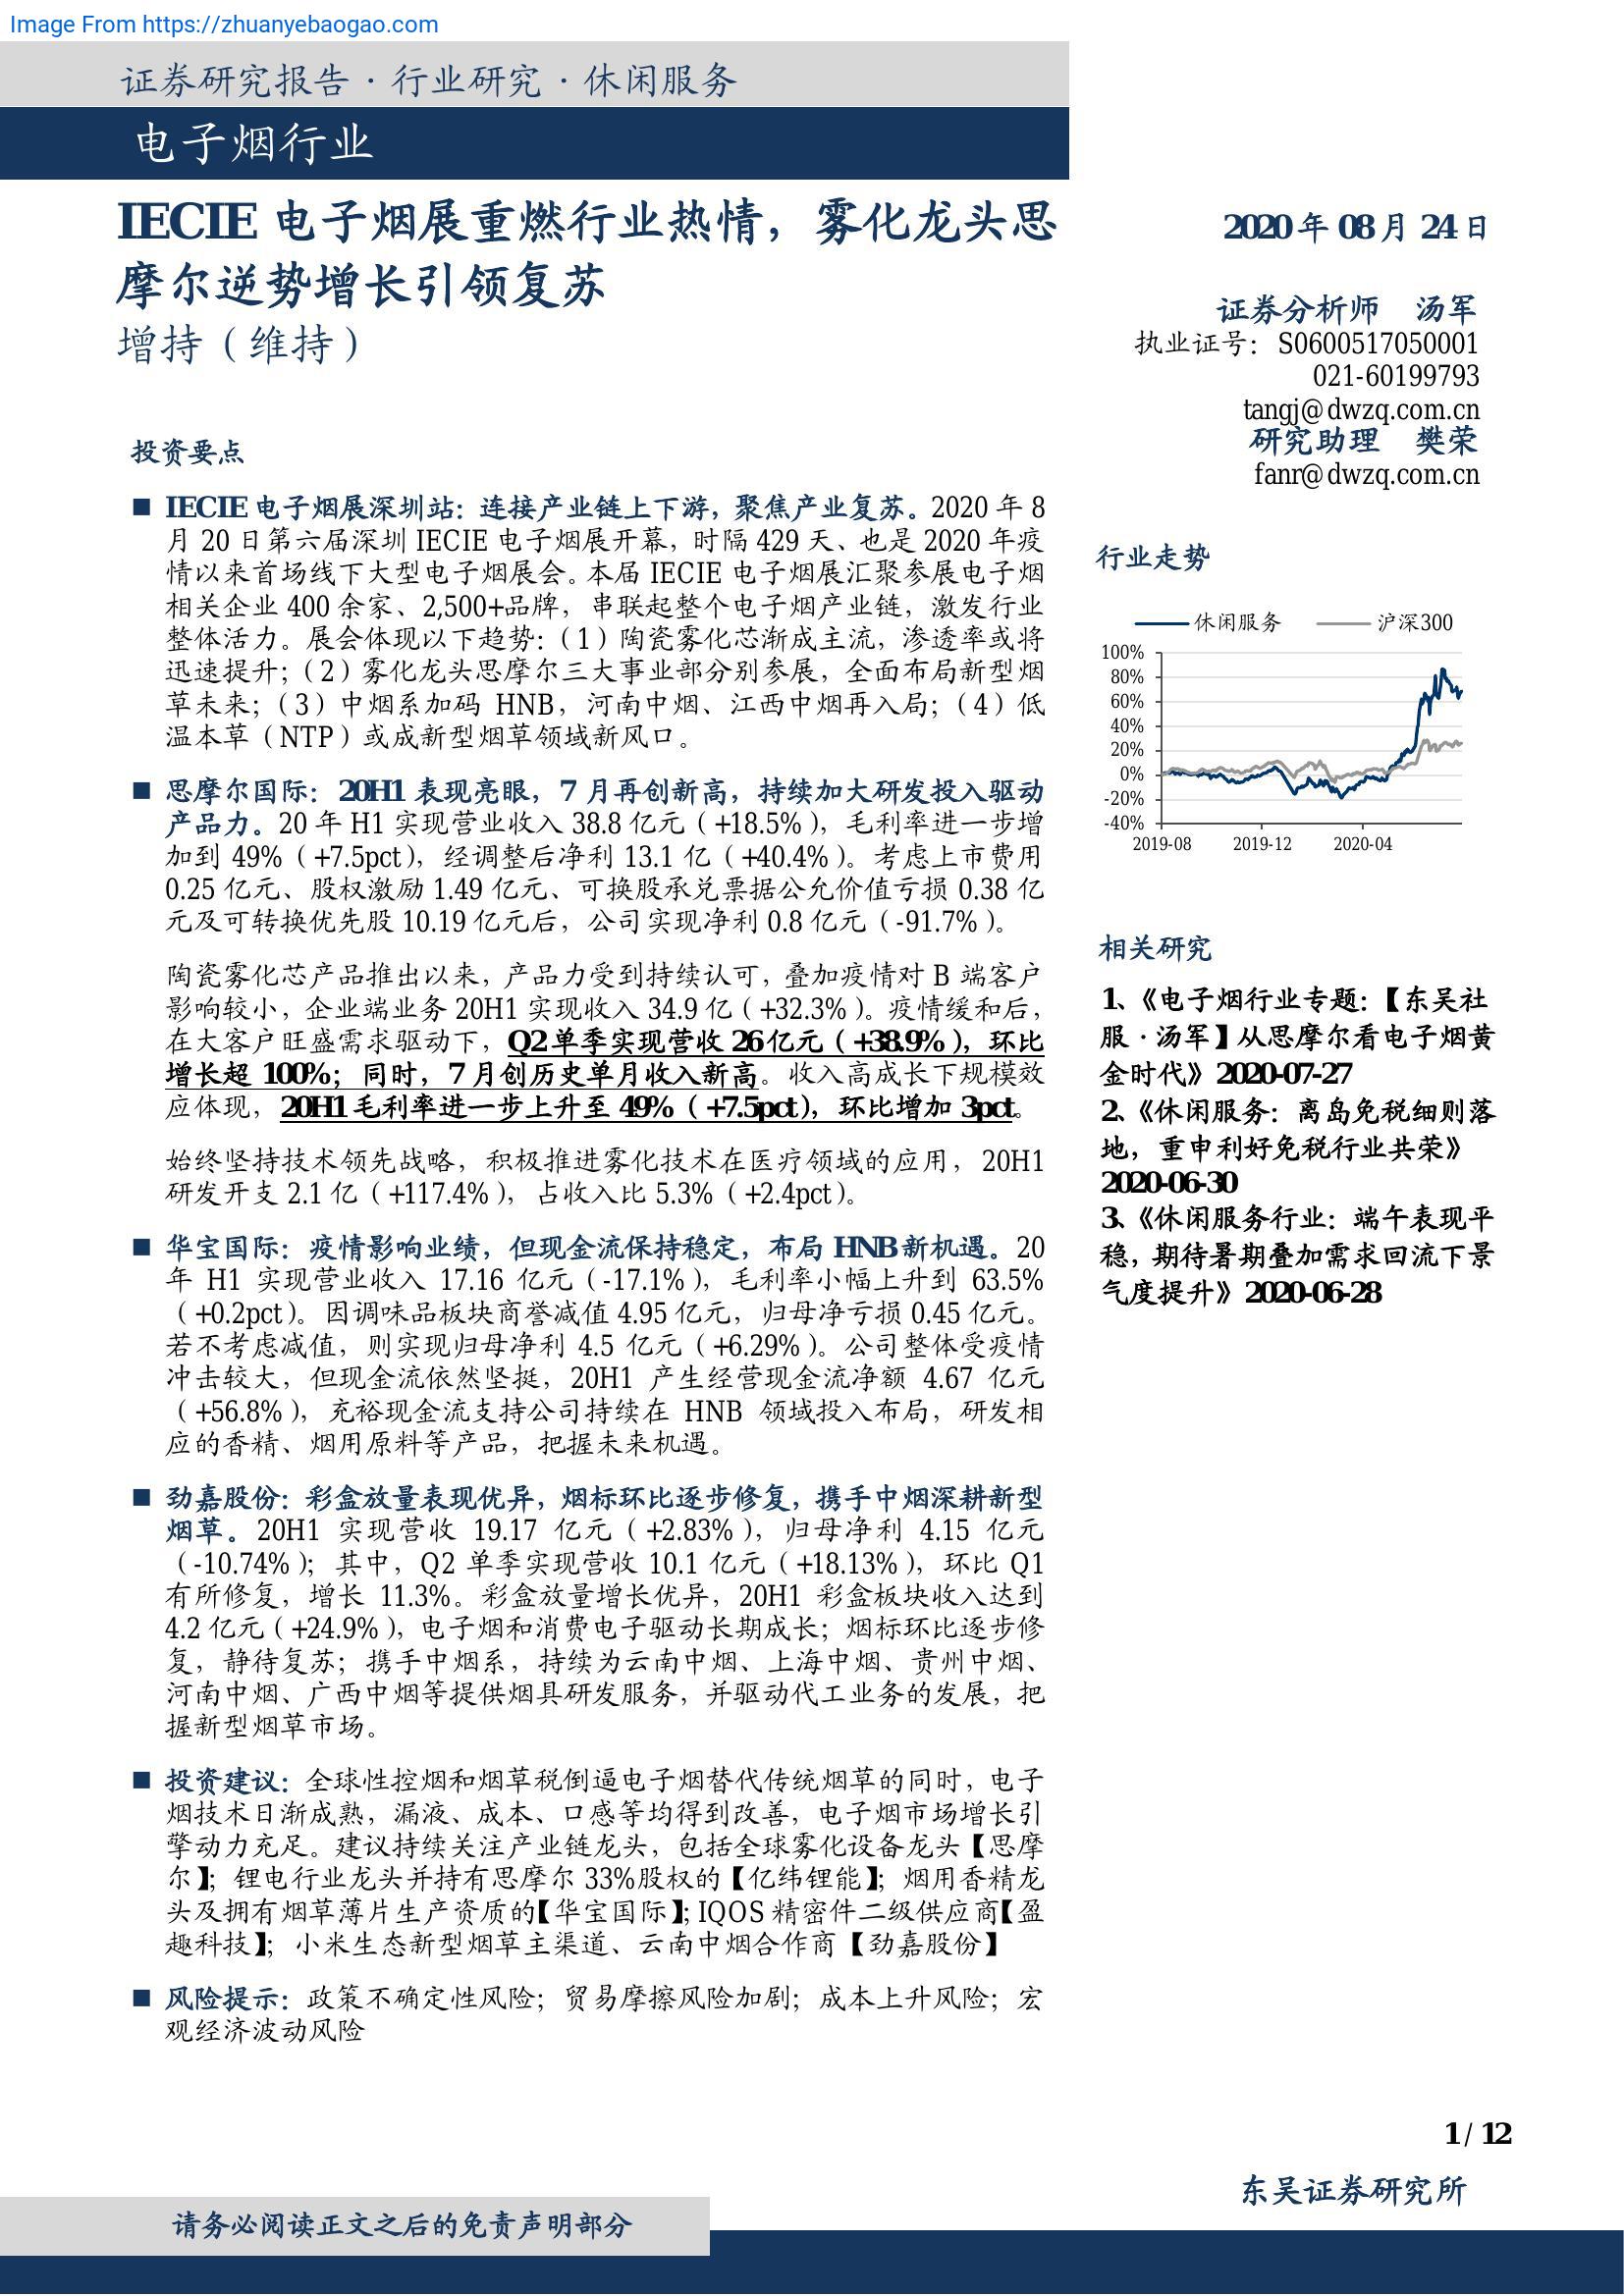 Image From https://zhuanyebaogao.com
证券研究报告·行业研究·休闲服务
电子烟行业
IECIE 电子烟展重燃行业热情，雾化龙头思
摩尔逆势增长引领复苏
增持（维持）
投资要点
■ IECIE 电子烟展深圳站：连接产业链上下游，聚焦产业复苏。2020 年 8
月 20 日第六届深圳 IECIE 电子烟展开幕，时隔 429 天、也是 2020 年疫
情以来首场线下大型电子烟展会。本届 IECIE 电子烟展汇聚参展电子烟
相关企业 400 余家、2,500+品牌，串联起整个电子烟产业链，激发行业
整体活力。展会体现以下趋势：（1）陶瓷雾化芯渐成主流，渗透率或将
迅速提升；（2）雾化龙头思摩尔三大事业部分别参展，全面布局新型烟
草未来；（3）中烟系加码 HNB，河南中烟、江西中烟再入局；（4）低
温本草（NTP）或成新型烟草领域新风口。
■ 思摩尔国际：20H1 表现亮眼，7 月再创新高，持续加大研发投入驱动
产品力。20 年 H1 实现营业收入 38.8 亿元（+18.5%），毛利率进一步增
加到 49%（+7.5pct），经调整后净利 13.1 亿（+40.4%）。考虑上市费用
0.25 亿元、股权激励 1.49 亿元、可换股承兑票据公允价值亏损 0.38 亿
元及可转换优先股 10.19 亿元后，公司实现净利 0.8 亿元（-91.7%）。
陶瓷雾化芯产品推出以来，产品力受到持续认可，叠加疫情对 B 端客户
影响较小，企业端业务 20H1 实现收入 34.9 亿（+32.3%）。疫情缓和后，
在大客户旺盛需求驱动下，Q2 单季实现营收 26 亿元（+38.9%），环比
增长超 100%；同时，7 月创历史单月收入新高。收入高成长下规模效
应体现，20H1 毛利率进一步上升至 49%（+7.5pct），环比增加 3pct。
始终坚持技术领先战略，积极推进雾化技术在医疗领域的应用，20H1
研发开支 2.1 亿（+117.4%），占收入比 5.3%（+2.4pct）。
■ 华宝国际：疫情影响业绩，但现金流保持稳定，布局 HNB 新机遇。20
年 H1 实现营业收入 17.16 亿元（-17.1%），毛利率小幅上升到 63.5%
（+0.2pct）。因调味品板块商誉减值 4.95 亿元，归母净亏损 0.45 亿元。
若不考虑减值，则实现归母净利 4.5 亿元（+6.29%）。公司整体受疫情
冲击较大，但现金流依然坚挺，20H1 产生经营现金流净额 4.67 亿元
（+56.8%），充裕现金流支持公司持续在 HNB 领域投入布局，研发相
应的香精、烟用原料等产品，把握未来机遇。
■ 劲嘉股份：彩盒放量表现优异，烟标环比逐步修复，携手中烟深耕新型
烟草。20H1 实现营收 19.17 亿元（+2.83%），归母净利 4.15 亿元
（-10.74%）；其中，Q2 单季实现营收 10.1 亿元（+18.13%），环比 Q1
有所修复，增长 11.3%。彩盒放量增长优异，20H1 彩盒板块收入达到
4.2 亿元（+24.9%），电子烟和消费电子驱动长期成长；烟标环比逐步修
复，静待复苏；携手中烟系，持续为云南中烟、上海中烟、贵州中烟、
河南中烟、广西中烟等提供烟具研发服务，并驱动代工业务的发展，把
握新型烟草市场。
■ 投资建议：全球性控烟和烟草税倒逼电子烟替代传统烟草的同时，电子
烟技术日渐成熟，漏液、成本、口感等均得到改善，电子烟市场增长引
擎动力充足。建议持续关注产业链龙头，包括全球雾化设备龙头【思摩
尔】；锂电行业龙头并持有思摩尔 33%股权的【亿纬锂能】；烟用香精龙
头及拥有烟草薄片生产资质的【华宝国际】；IQOS 精密件二级供应商【盈
趣科技】；小米生态新型烟草主渠道、云南中烟合作商【劲嘉股份】
■ 风险提示：政策不确定性风险；贸易摩擦风险加剧；成本上升风险；宏
观经济波动风险
2020 年 08 月 24 日
证券分析师 汤军
执业证号：S0600517050001
021-60199793
tangj@dwzq.com.cn
研究助理 樊荣
fanr@dwzq.com.cn
行业走势
休闲服务 沪深300
100%
80%
60%
40%
20%
0%
-20%
-40%
2019-08 2019-12 2020-04
相关研究
1、《电子烟行业专题：【东吴社
服·汤军】从思摩尔看电子烟黄
金时代》2020-07-27
2、《休闲服务：离岛免税细则落
地，重申利好免税行业共荣》
2020-06-30
3、《休闲服务行业：端午表现平
稳，期待暑期叠加需求回流下景
气度提升》2020-06-28
1 / 12
东吴证券研究所
请务必阅读正文之后的免责声明部分